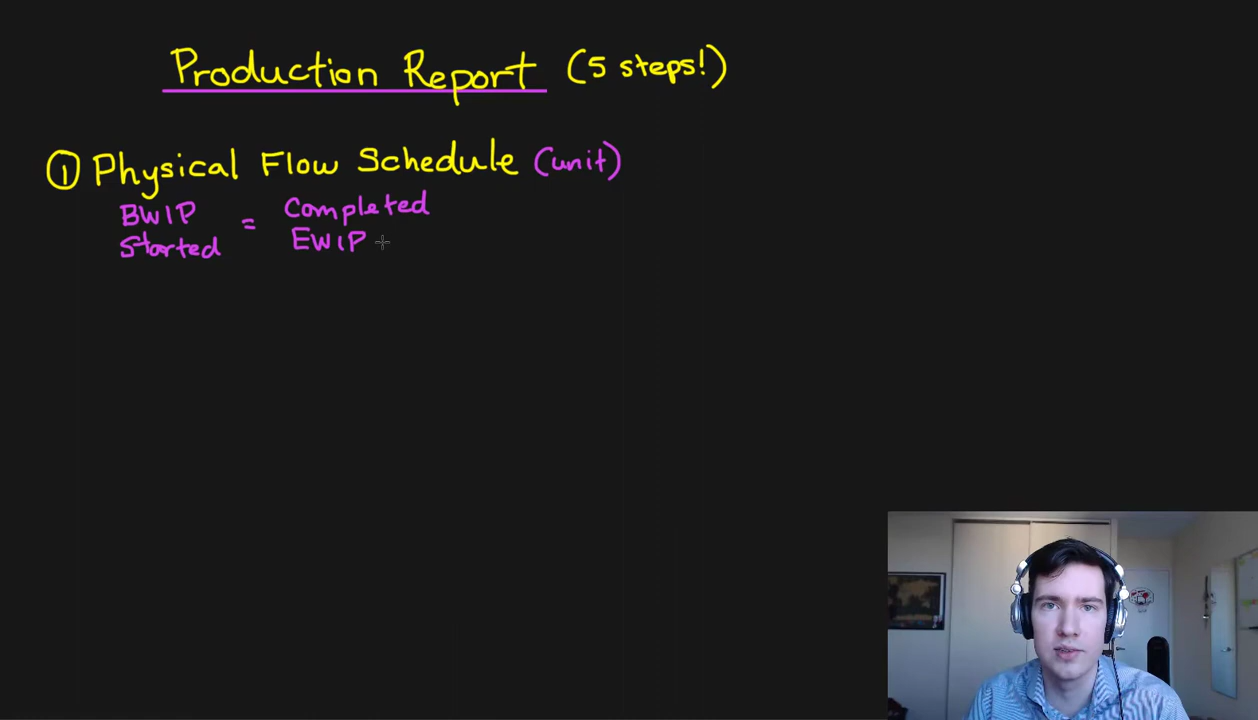 Production Report (5 steps!)
① Physical Flow Schedule (unit)
BWIP = Completed
Started EWIP